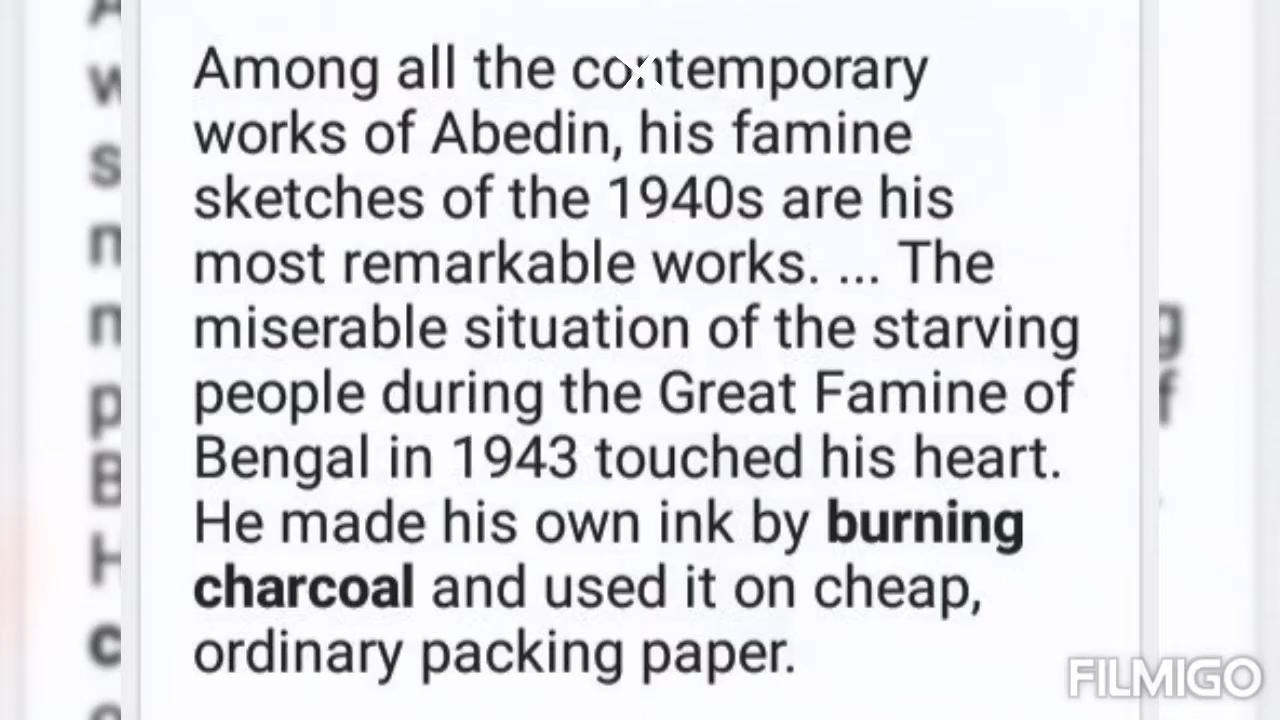 Among all the contemporary
works of Abedin, his famine
sketches of the 1940s are his
most remarkable works. ... The
miserable situation of the starving
people during the Great Famine of
Bengal in 1943 touched his heart.
He made his own ink by burning
charcoal and used it on cheap,
ordinary packing paper.
FILMIGO